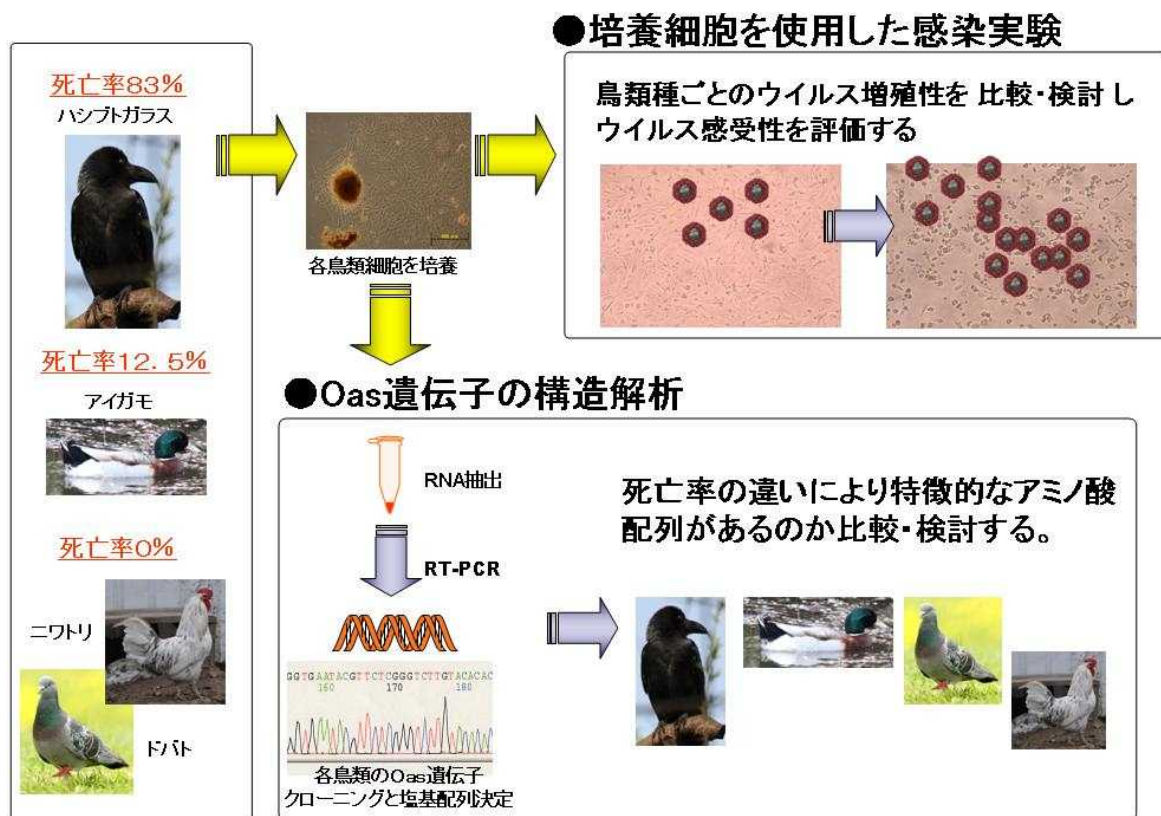 死亡率83%
ハシブトガラス
死亡率12.5%
アイガモ
死亡率0%
ニワトリ
ドバト
各鳥類細胞を培養
●培養細胞を使用した感染実験
鳥類種ごとのウイルス増殖性を 比較・検討し
ウイルス感受性を評価する
●Oas遺伝子の構造解析
RNA抽出
RT-PCR
GGTGAATACGTTCTCGGGTCTTGTACACAC
160 170 180
各鳥類のOas遺伝子
クローニングと塩基配列決定
死亡率の違いにより特徴的なアミノ酸
配列があるのか比較・検討する。